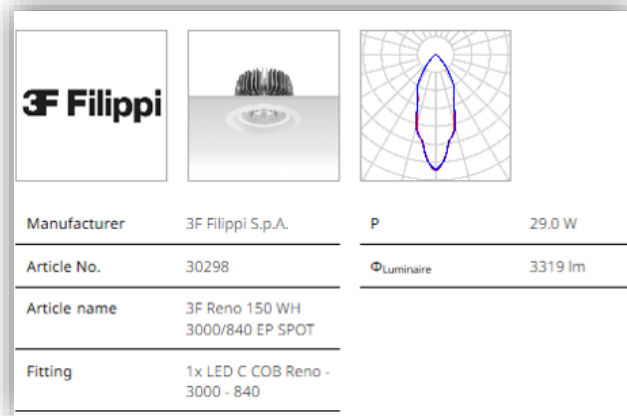 3F Filippi
Manufacturer 3F Filippi S.p.A.
Article No. 30298
Article name 3F Reno 150 WH
3000/840 EP SPOT
Fitting 1x LED C COB Reno -
3000 - 840
P 29.0 W
ΦLuminaire 3319 lm